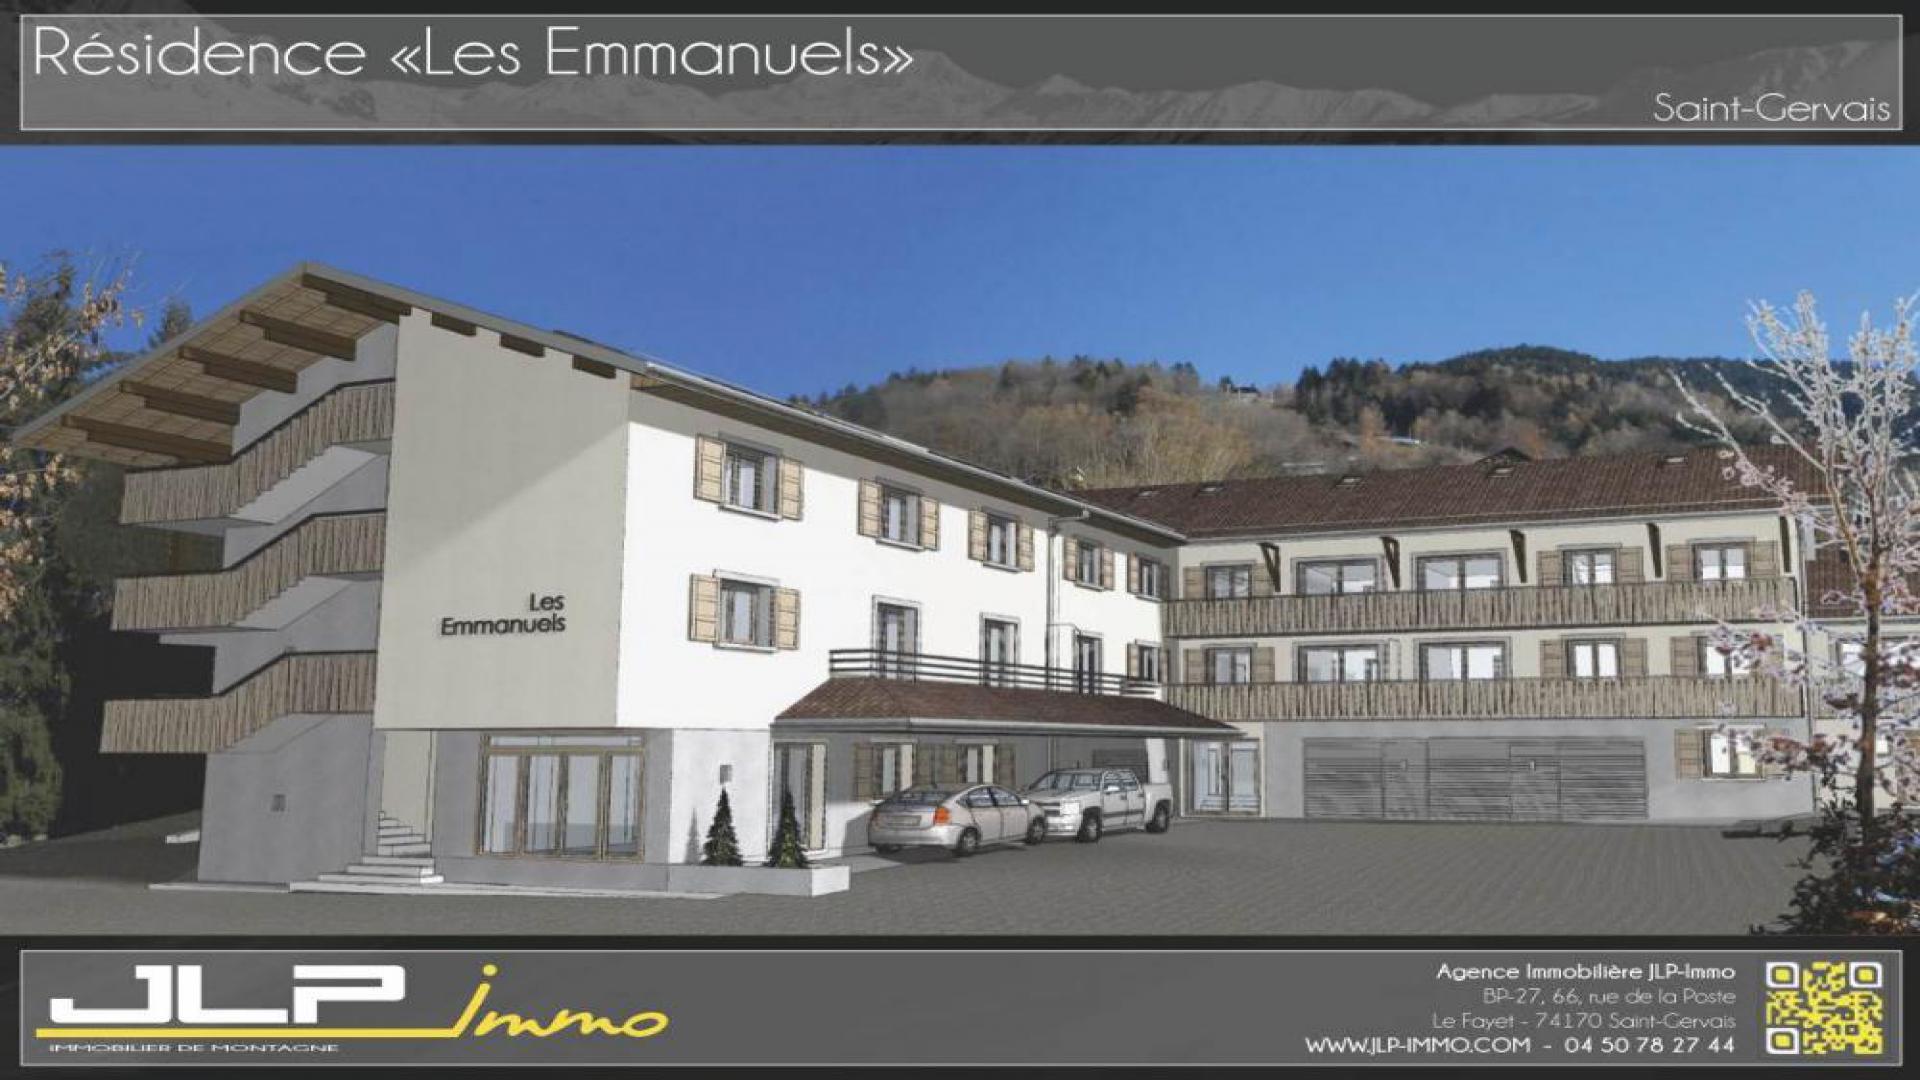 Résidence «Les Emmanuels»
Saint-Gervais
Les
Emmanuels
JLP immo
IMMOBILIER DE MONTAGNE
Agence Immobilière JLP-Immo
BP-27, 66, rue de la Poste
Le Fayet - 74170 Saint-Gervais
WWW.JLP-IMMO.COM - 04 50 78 27 44